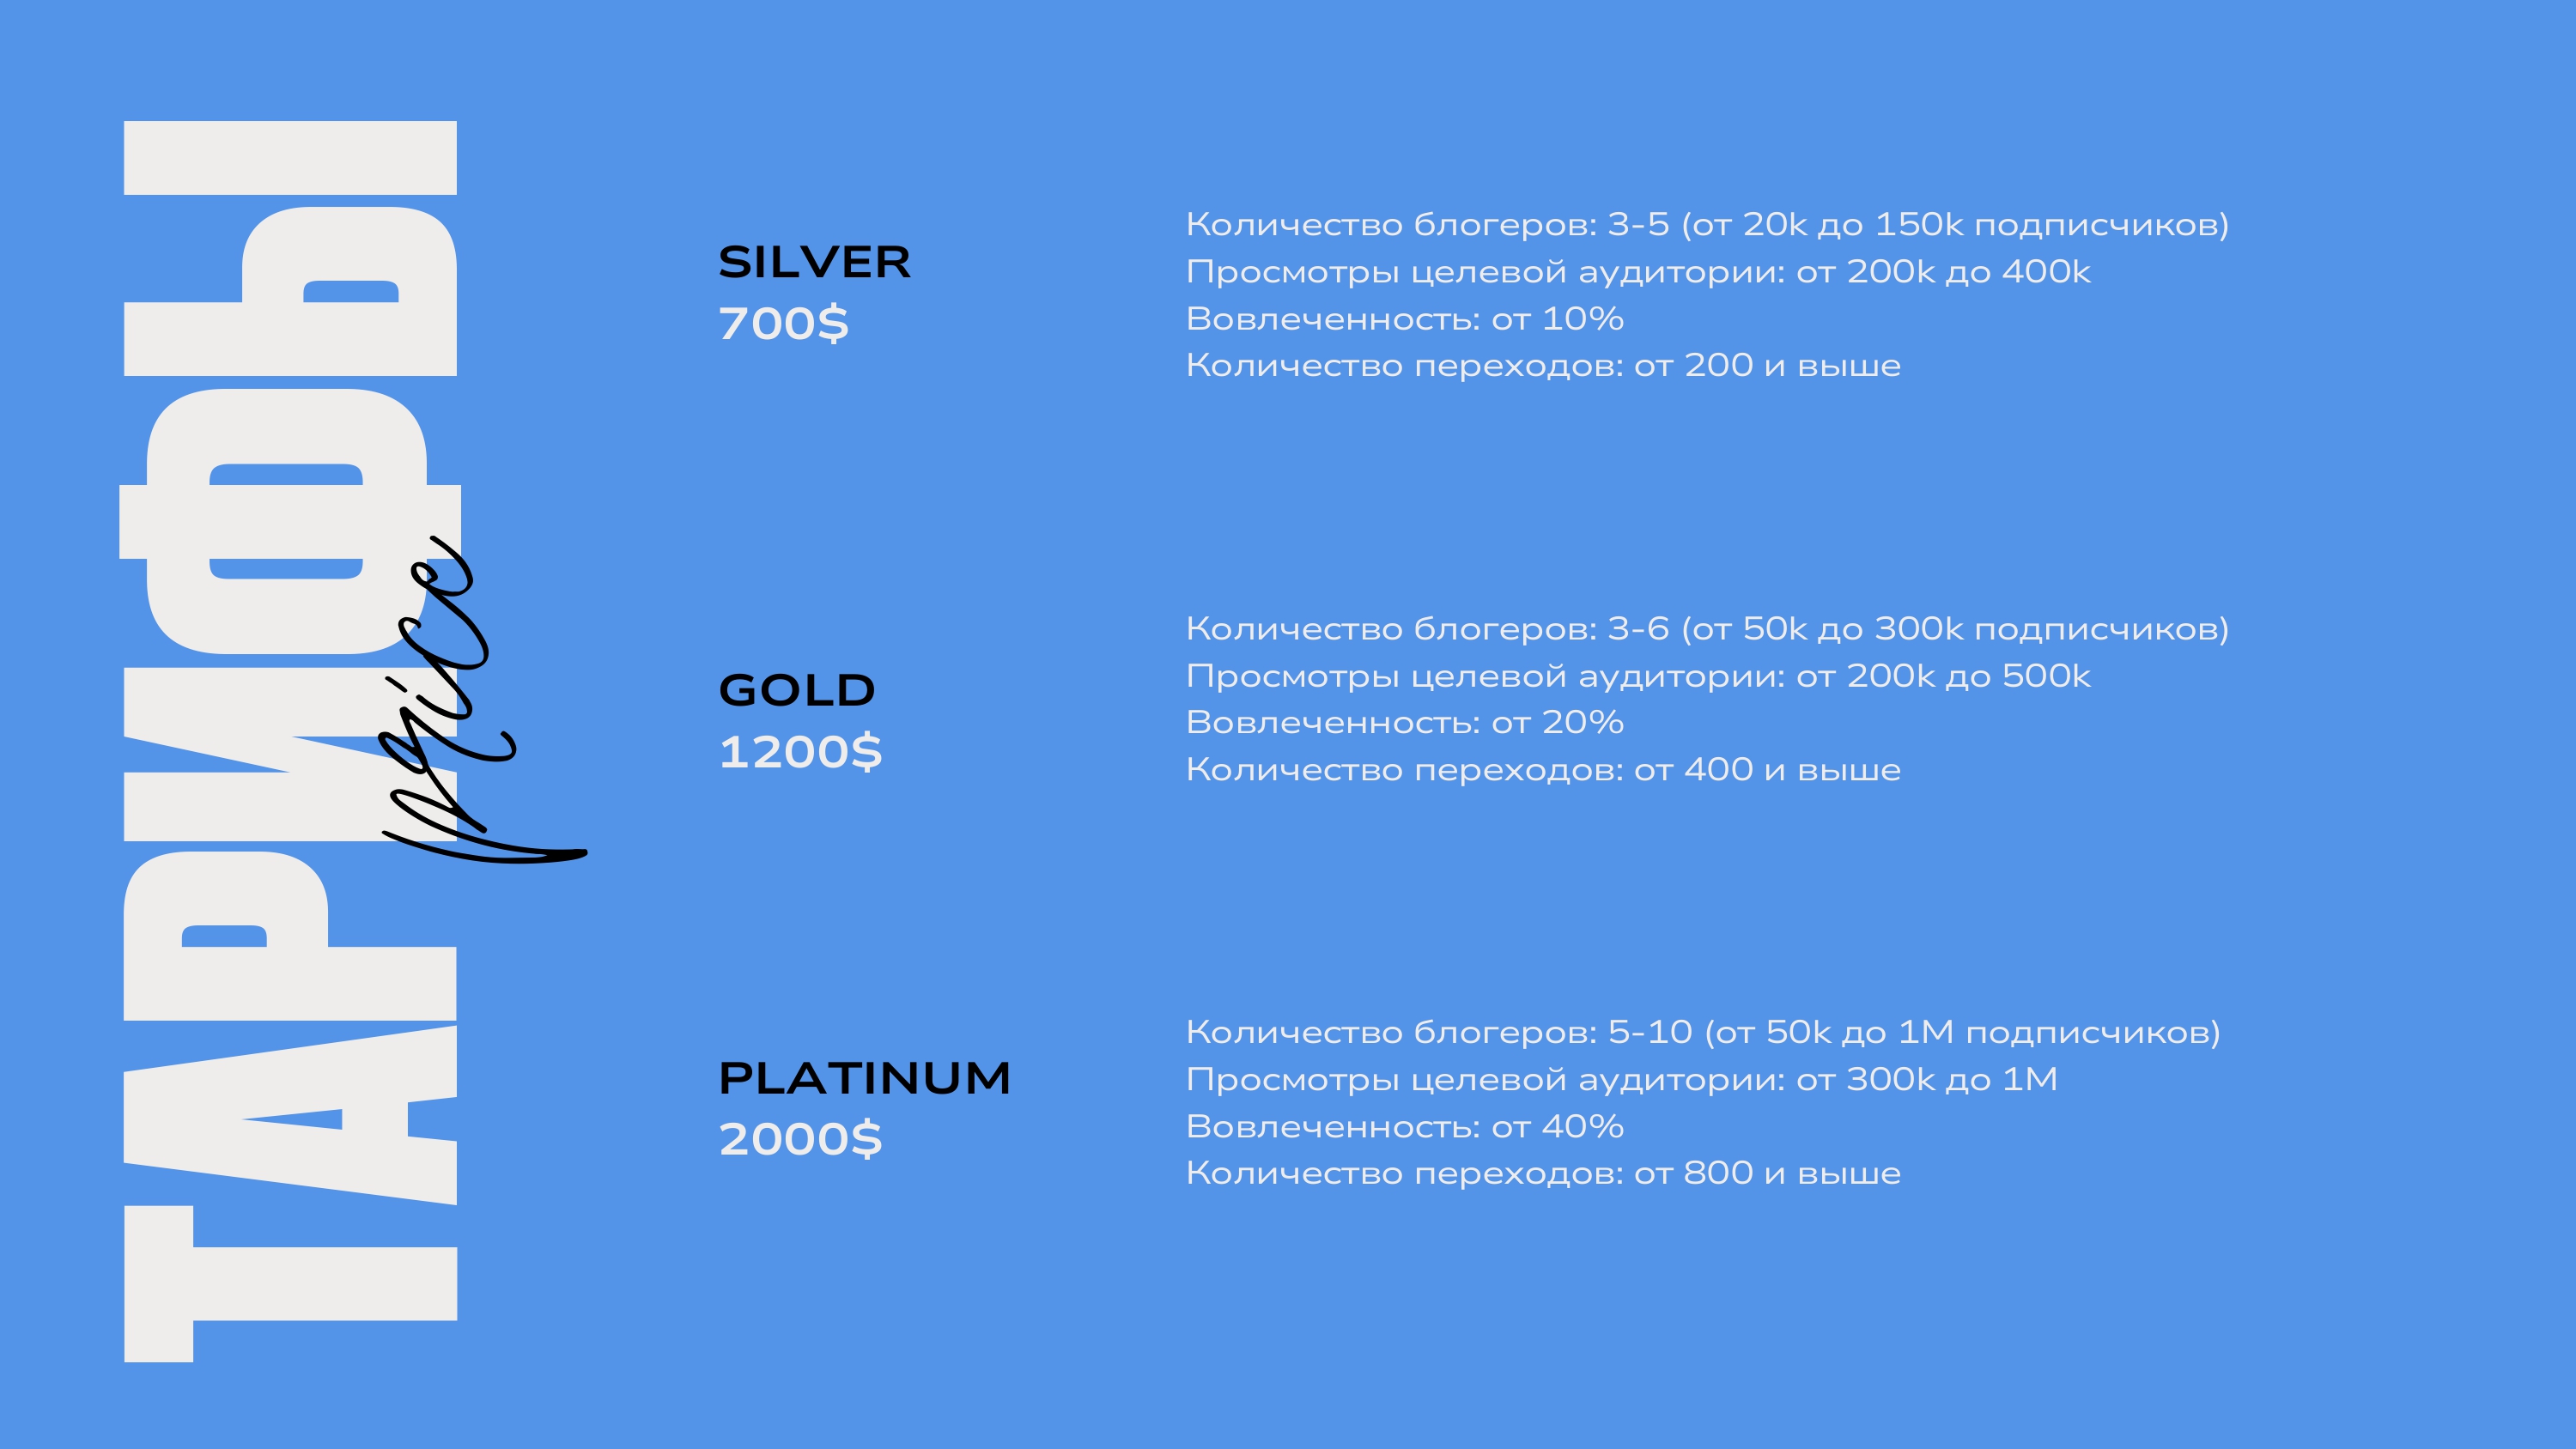 ТАРИФЫ
price
SILVER
700$
Количество блогеров: 3-5 (от 20k до 150k подписчиков)
Просмотры целевой аудитории: от 200k до 400k
Вовлеченность: от 10%
Количество переходов: от 200 и выше
GOLD
1200$
Количество блогеров: 3-6 (от 50k до 300k подписчиков)
Просмотры целевой аудитории: от 200k до 500k
Вовлеченность: от 20%
Количество переходов: от 400 и выше
PLATINUM
2000$
Количество блогеров: 5-10 (от 50k до 1M подписчиков)
Просмотры целевой аудитории: от 300k до 1M
Вовлеченность: от 40%
Количество переходов: от 800 и выше